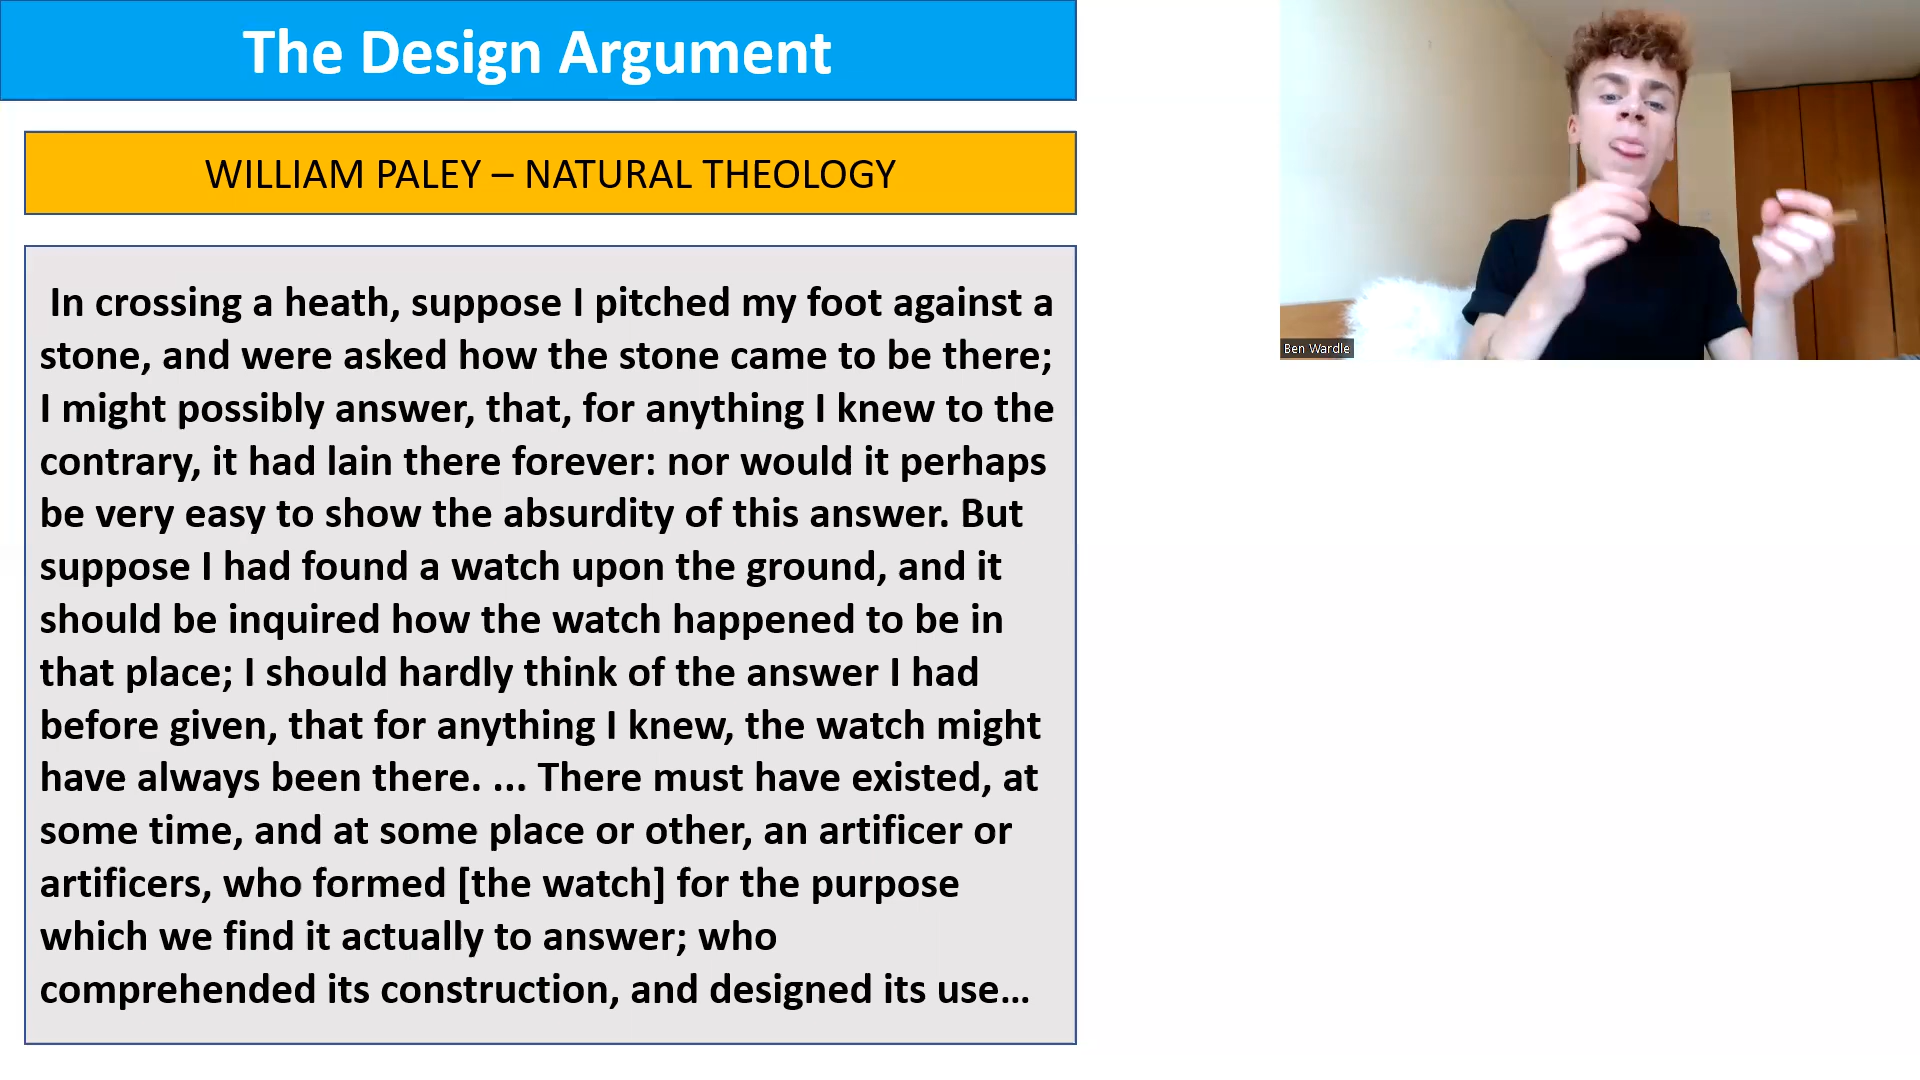 The Design Argument
WILLIAM PALEY – NATURAL THEOLOGY
In crossing a heath, suppose I pitched my foot against a
stone, and were asked how the stone came to be there;
I might possibly answer, that, for anything I knew to the
contrary, it had lain there forever: nor would it perhaps
be very easy to show the absurdity of this answer. But
suppose I had found a watch upon the ground, and it
should be inquired how the watch happened to be in
that place; I should hardly think of the answer I had
before given, that for anything I knew, the watch might
have always been there. ... There must have existed, at
some time, and at some place or other, an artificer or
artificers, who formed [the watch] for the purpose
which we find it actually to answer; who
comprehended its construction, and designed its use...
Ben Wardle